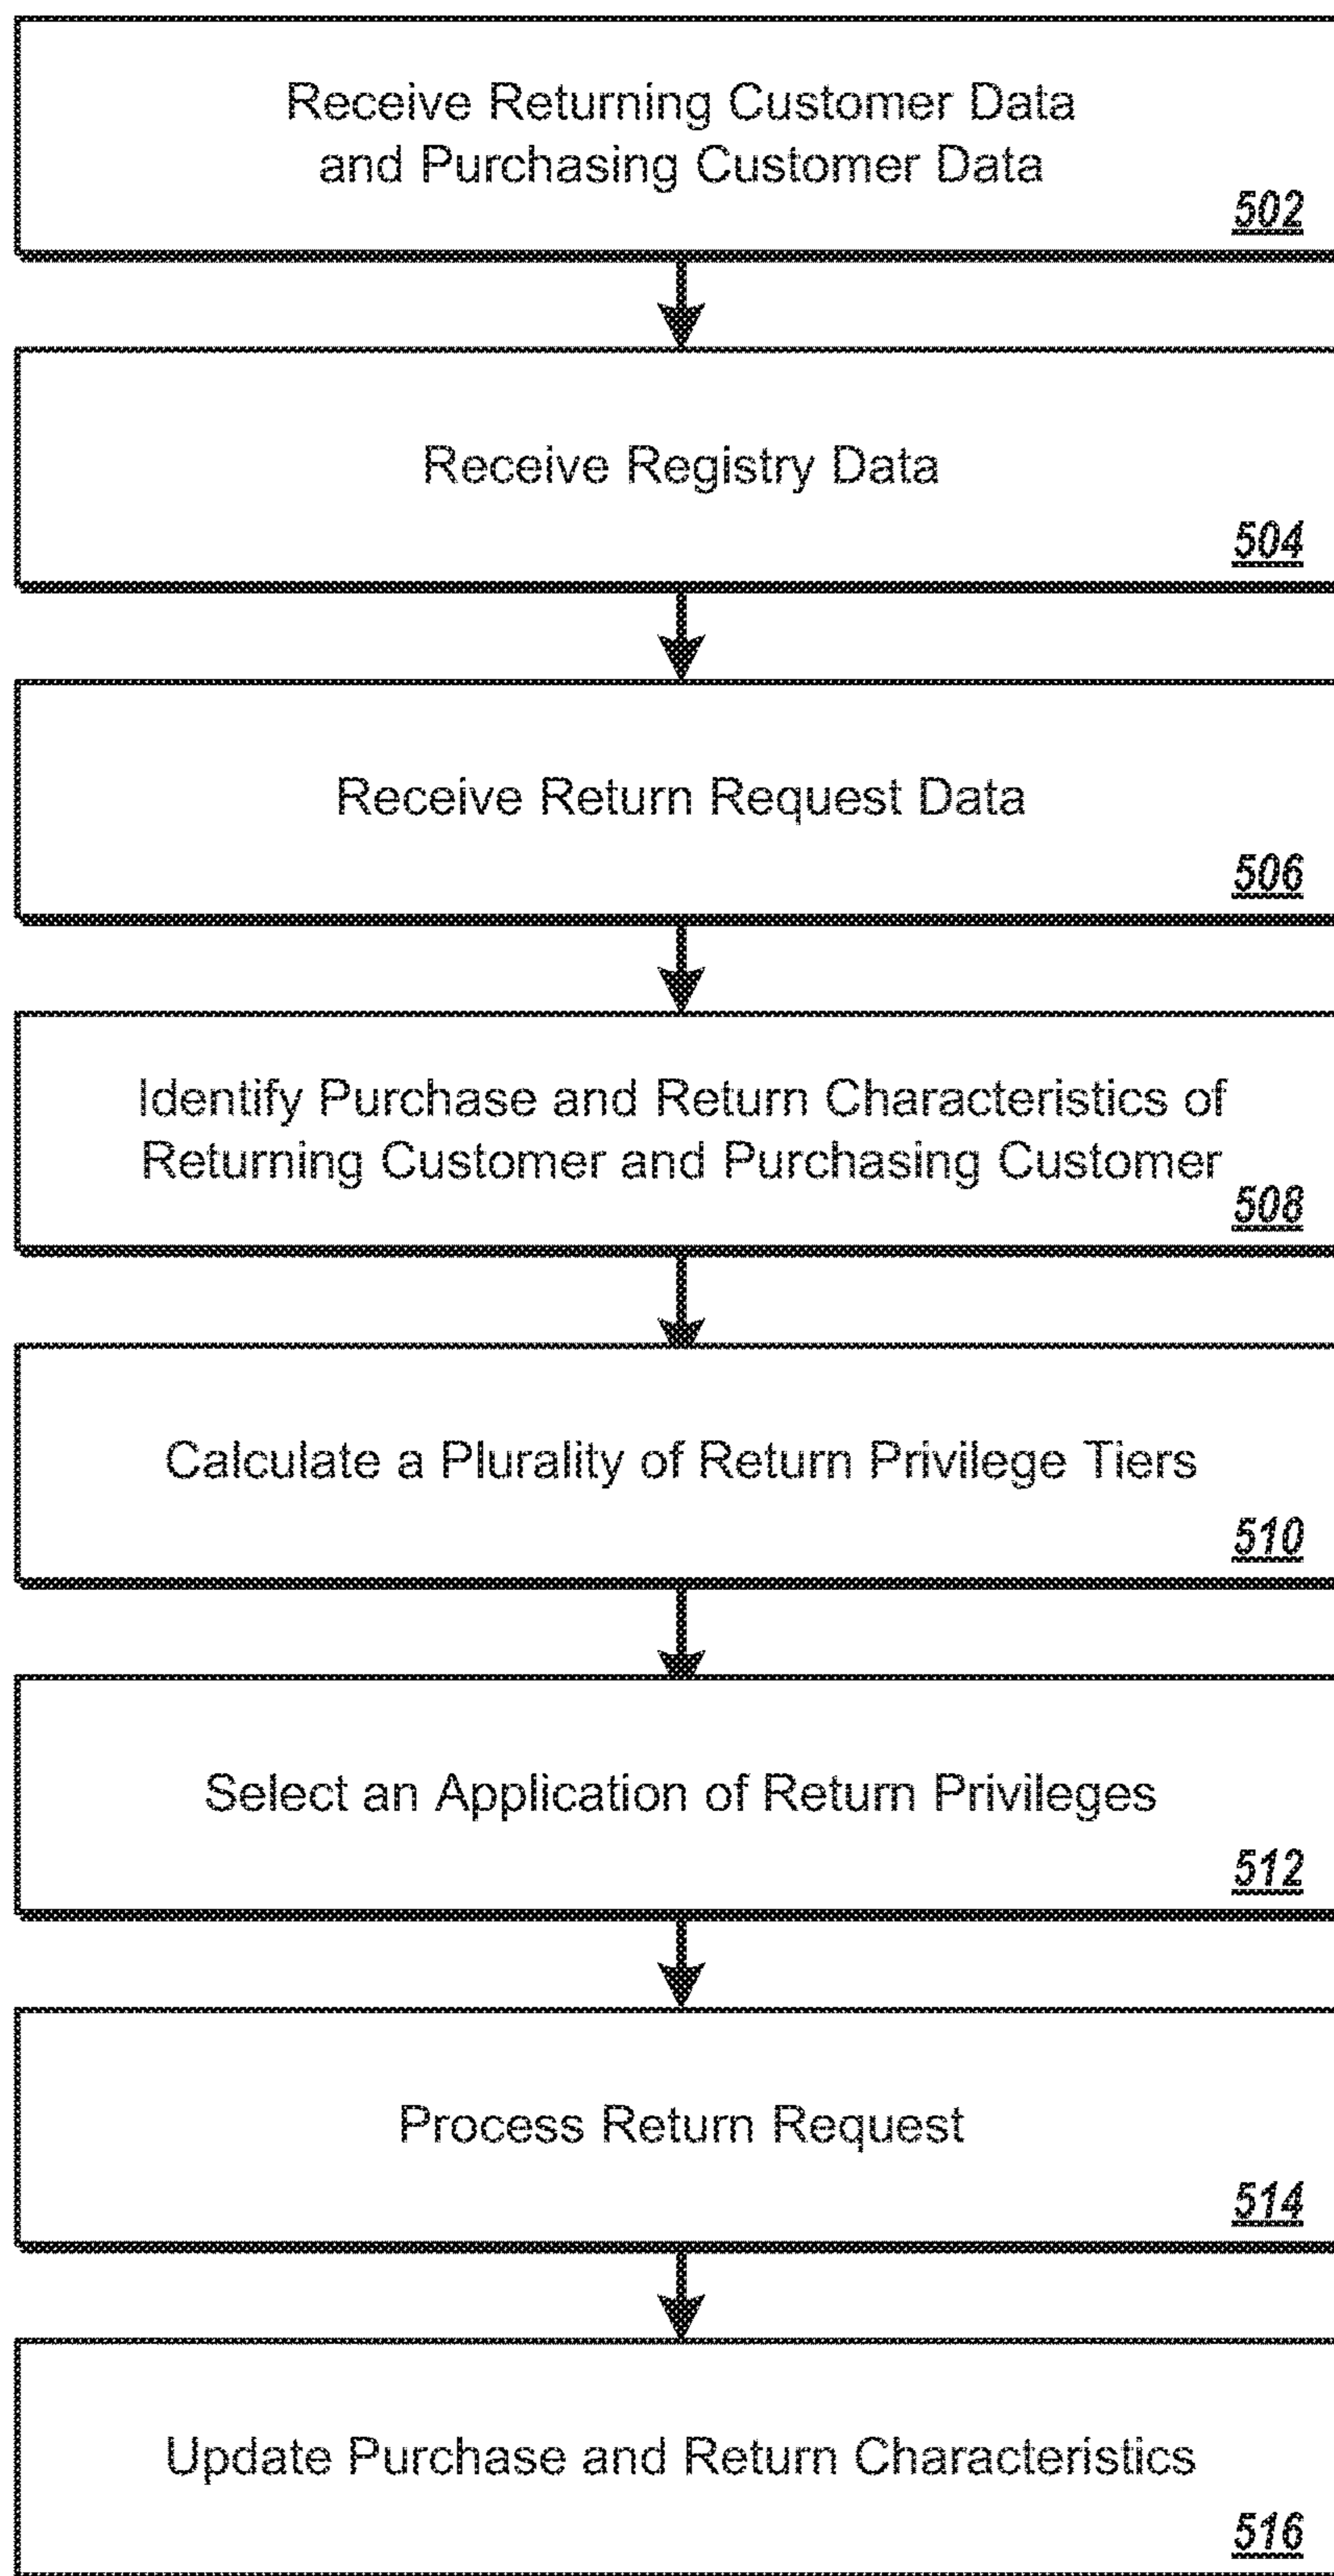 Receive Returning Customer Data
and Purchasing Customer Data
502
Receive Registry Data
504
Receive Return Request Data
506
Identify Purchase and Return Characteristics of
Returning Customer and Purchasing Customer
508
Calculate a Plurality of Return Privilege Tiers
510
Select an Application of Return Privileges
512
Process Return Request
514
Update Purchase and Return Characteristics
516